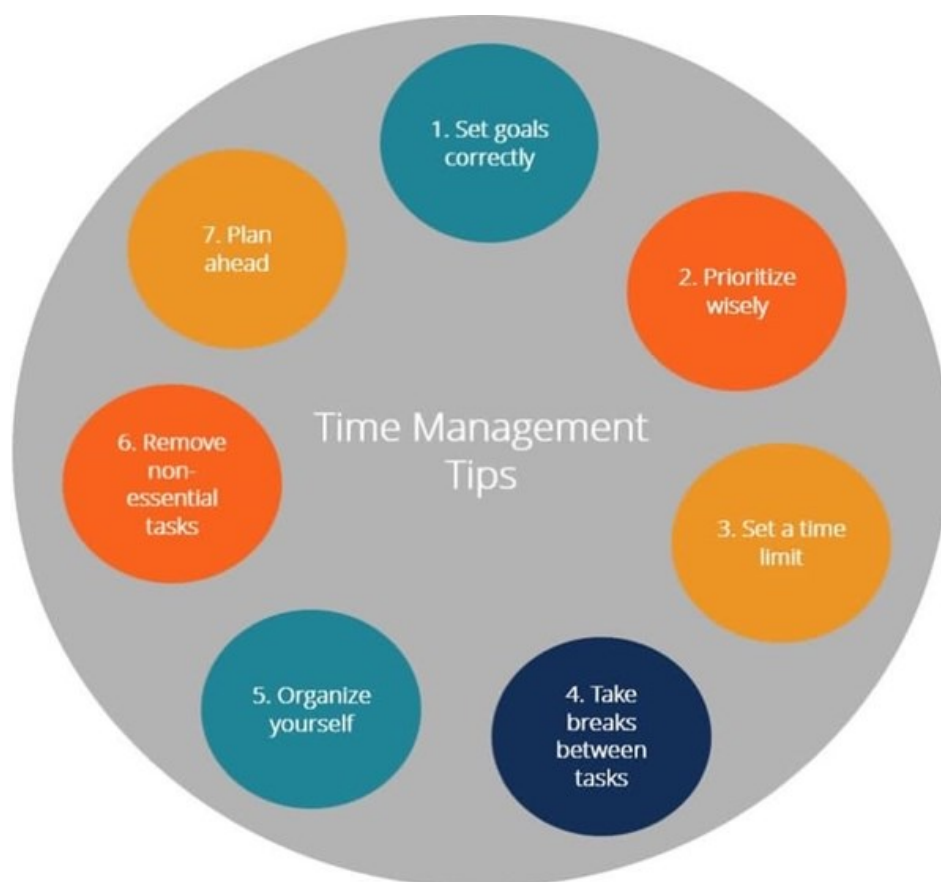 Time Management
Tips
1. Set goals
correctly
2. Prioritize
wisely
3. Set a time
limit
4. Take
breaks
between
tasks
5. Organize
yourself
6. Remove
non-
essential
tasks
7. Plan
ahead